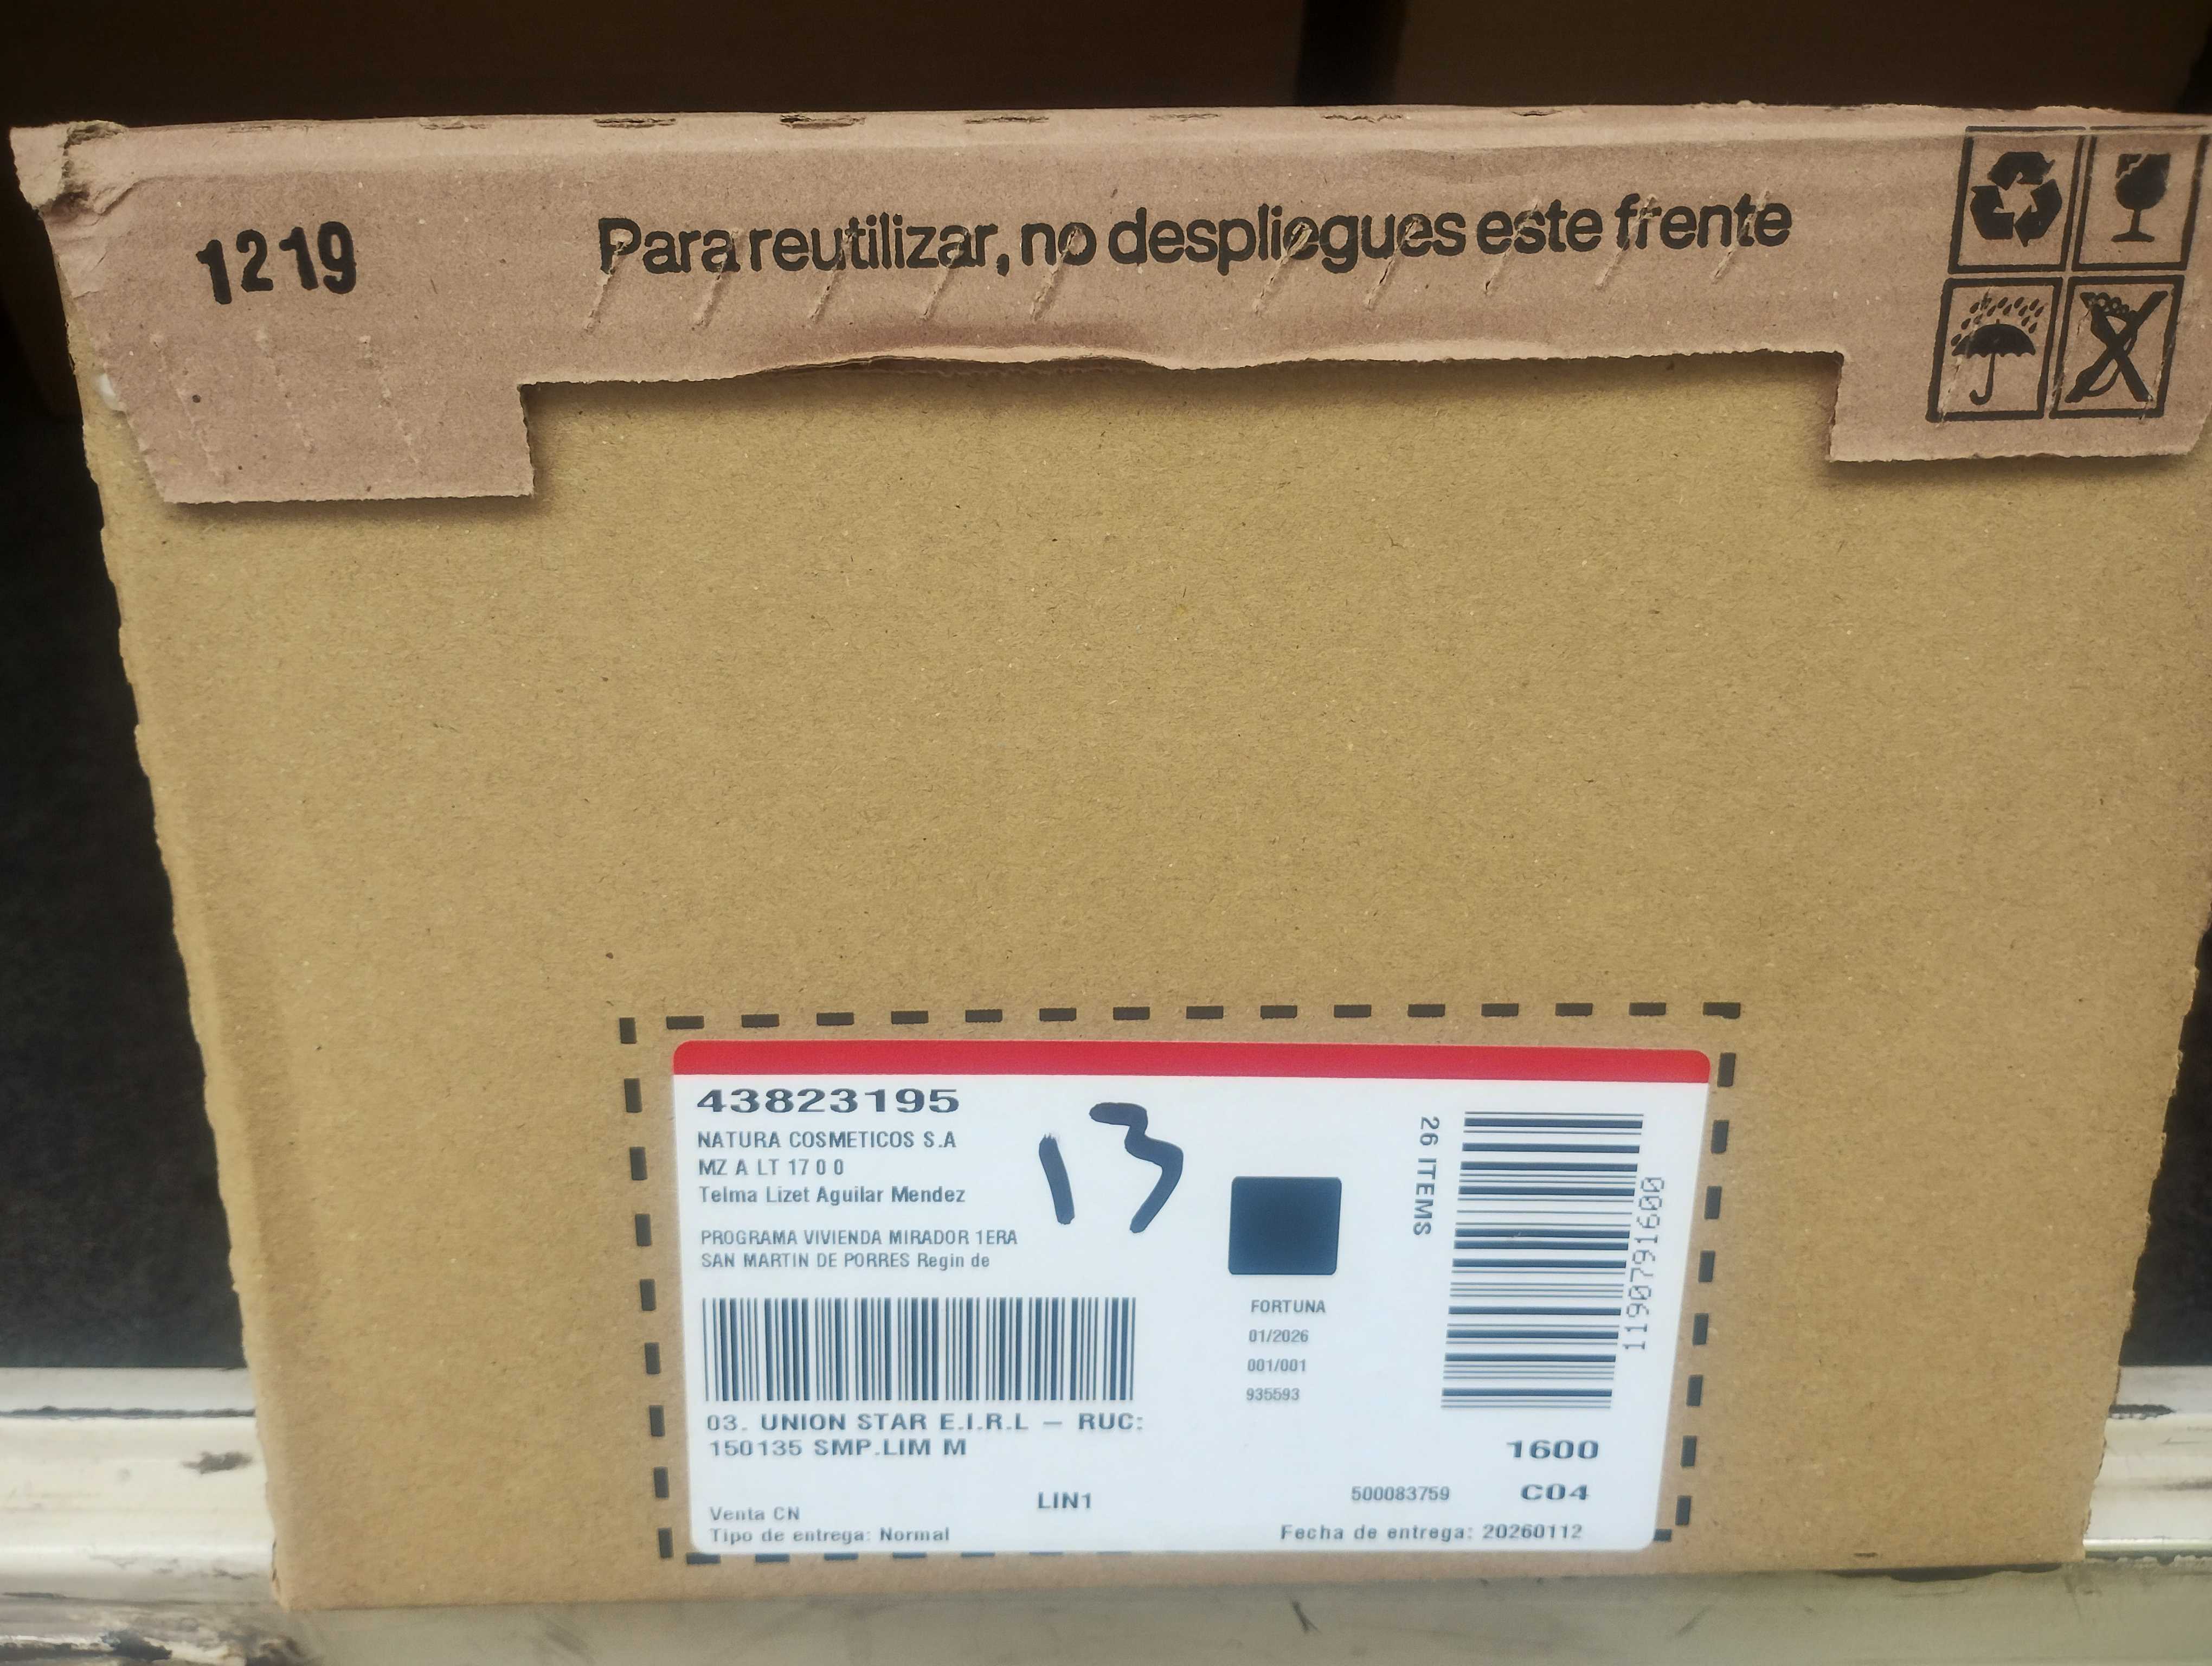 1219
Para reutilizar, no despliegues este frente
43823195
NATURA COSMETICOS S.A
MZ A LT 17 0 0
Telma Lizet Aguilar Mendez
PROGRAMA VIVIENDA MIRADOR 1ERA
SAN MARTIN DE PORRES Regin de
13
03. UNION STAR E.I.R.L – RUC:
150135 SMP.LIM M
Venta CN
Tipo de entrega: Normal
LIN1
FORTUNA
01/2026
001/001
935593
26 ITEMS
119079791600
1600
500083759 C04
Fecha de entrega: 20260112